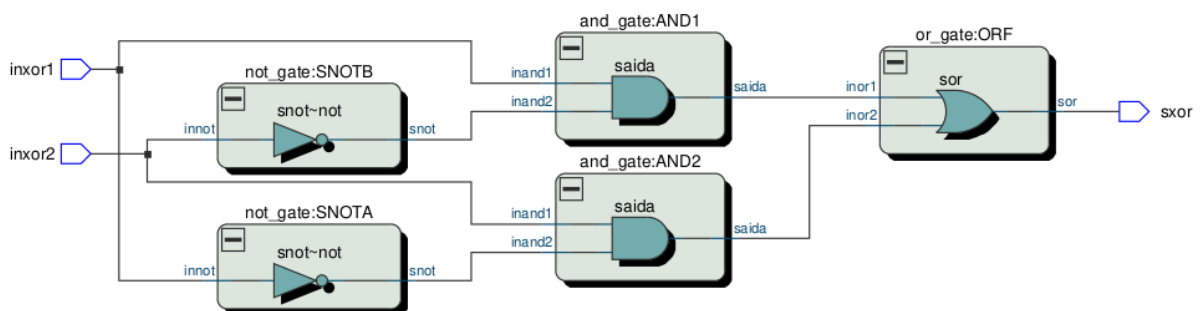 and_gate:AND1
or_gate:ORF
inxor1
not_gate:SNOTB
saida
sor
inand1
saida
inor1
sor
sxor
snot~not
inand2
inor2
innot
snot
inxor2
and_gate:AND2
not_gate:SNOTA
saida
inand1
saida
snot~not
inand2
innot
snot